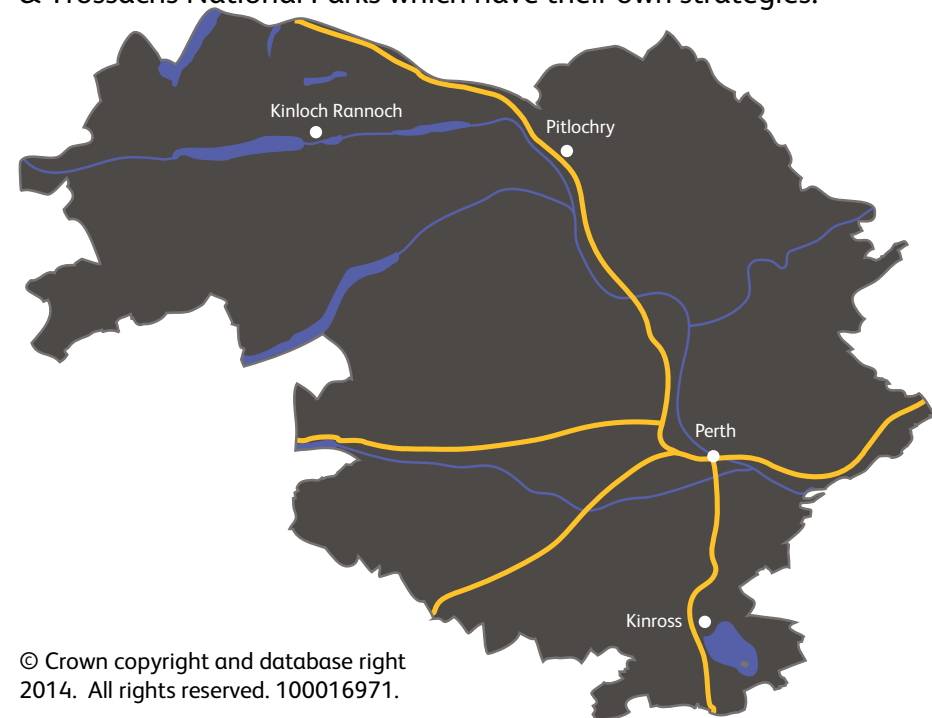 & Trossachs National Parks which have their own strategies.
Kinloch Rannoch
Pitlochry
Perth
Kinross
© Crown copyright and database right
2014. All rights reserved. 100016971.